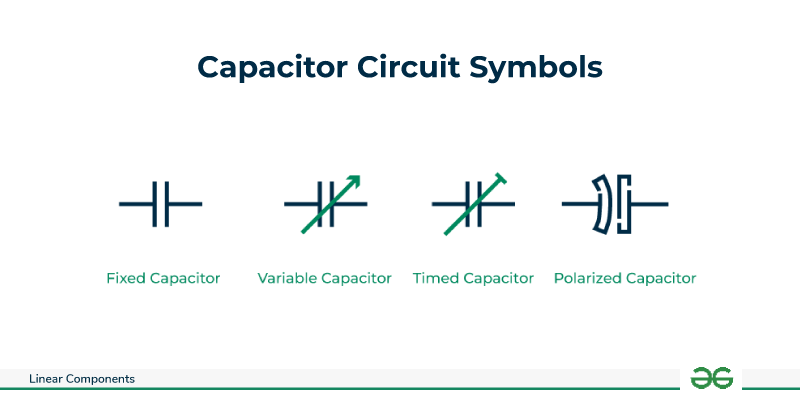 Capacitor Circuit Symbols
Fixed Capacitor
Variable Capacitor
Timed Capacitor
Polarized Capacitor
Linear Components